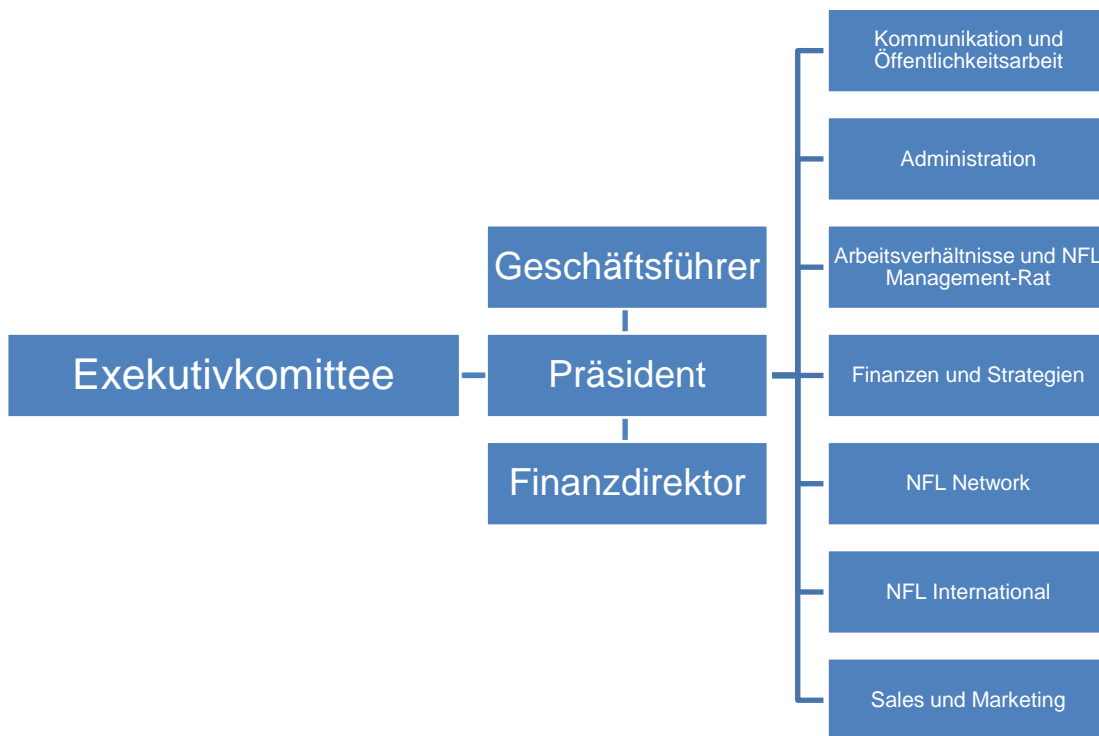 Exekutivkomittee
Geschäftsführer
Präsident
Finanzdirektor
Kommunikation und
Öffentlichkeitsarbeit
Administration
Arbeitsverhältnisse und NFL
Management-Rat
Finanzen und Strategien
NFL Network
NFL International
Sales und Marketing